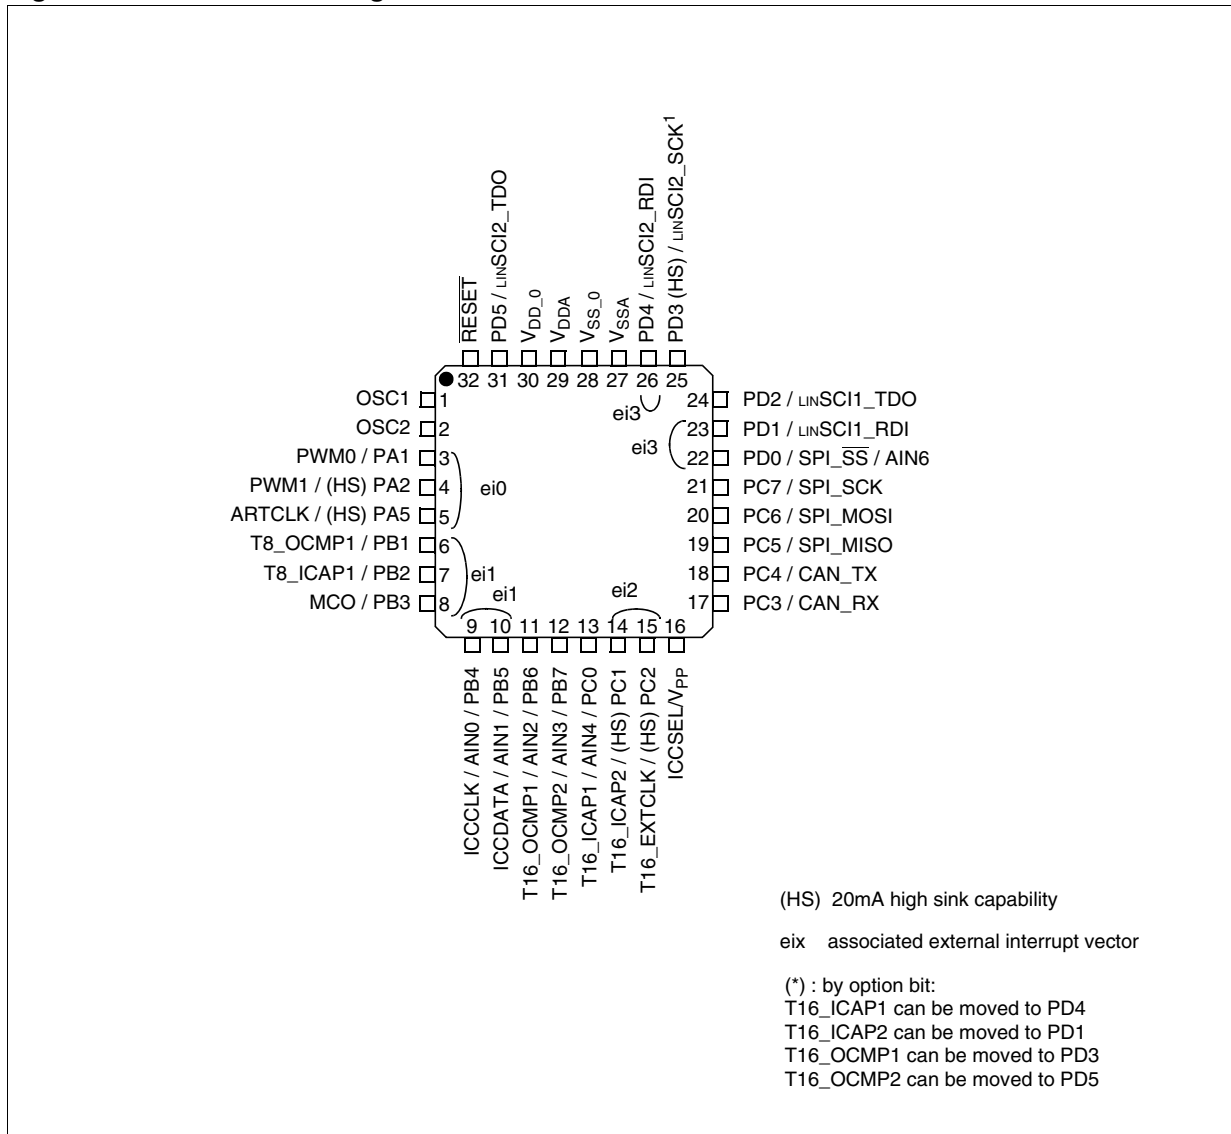 RESET
PD5 / LINSCI2_TDO
VDD_0
VDDA
VSS_0
VSSA
PD4 / LINSCI2_RDI
PD3 (HS) / LINSCI2_SCK1
32 31 30 29 28 27 26 25
OSC1 1
OSC2 2
PWM0 / PA1 3
PWM1 / (HS) PA2 4
ARTCLK / (HS) PA5 5
T8_OCMP1 / PB1 6
T8_ICAP1 / PB2 7
MCO / PB3 8
ei0
ei1
ei1
ei2
ei3
ei3
24 PD2 / LINSCI1_TDO
23 PD1 / LINSCI1_RDI
22 PD0 / SPI_SS / AIN6
21 PC7 / SPI_SCK
20 PC6 / SPI_MOSI
19 PC5 / SPI_MISO
18 PC4 / CAN_TX
17 PC3 / CAN_RX
9 10 11 12 13 14 15 16
ICCCLK / AIN0 / PB4
ICCDATA / AIN1 / PB5
T16_OCMP1 / AIN2 / PB6
T16_OCMP2 / AIN3 / PB7
T16_ICAP1 / AIN4 / PC0
T16_ICAP2 / (HS) PC1
T16_EXTCLK / (HS) PC2
ICCSEL/VPP
(HS) 20mA high sink capability
eix associated external interrupt vector
(*) : by option bit:
T16_ICAP1 can be moved to PD4
T16_ICAP2 can be moved to PD1
T16_OCMP1 can be moved to PD3
T16_OCMP2 can be moved to PD5